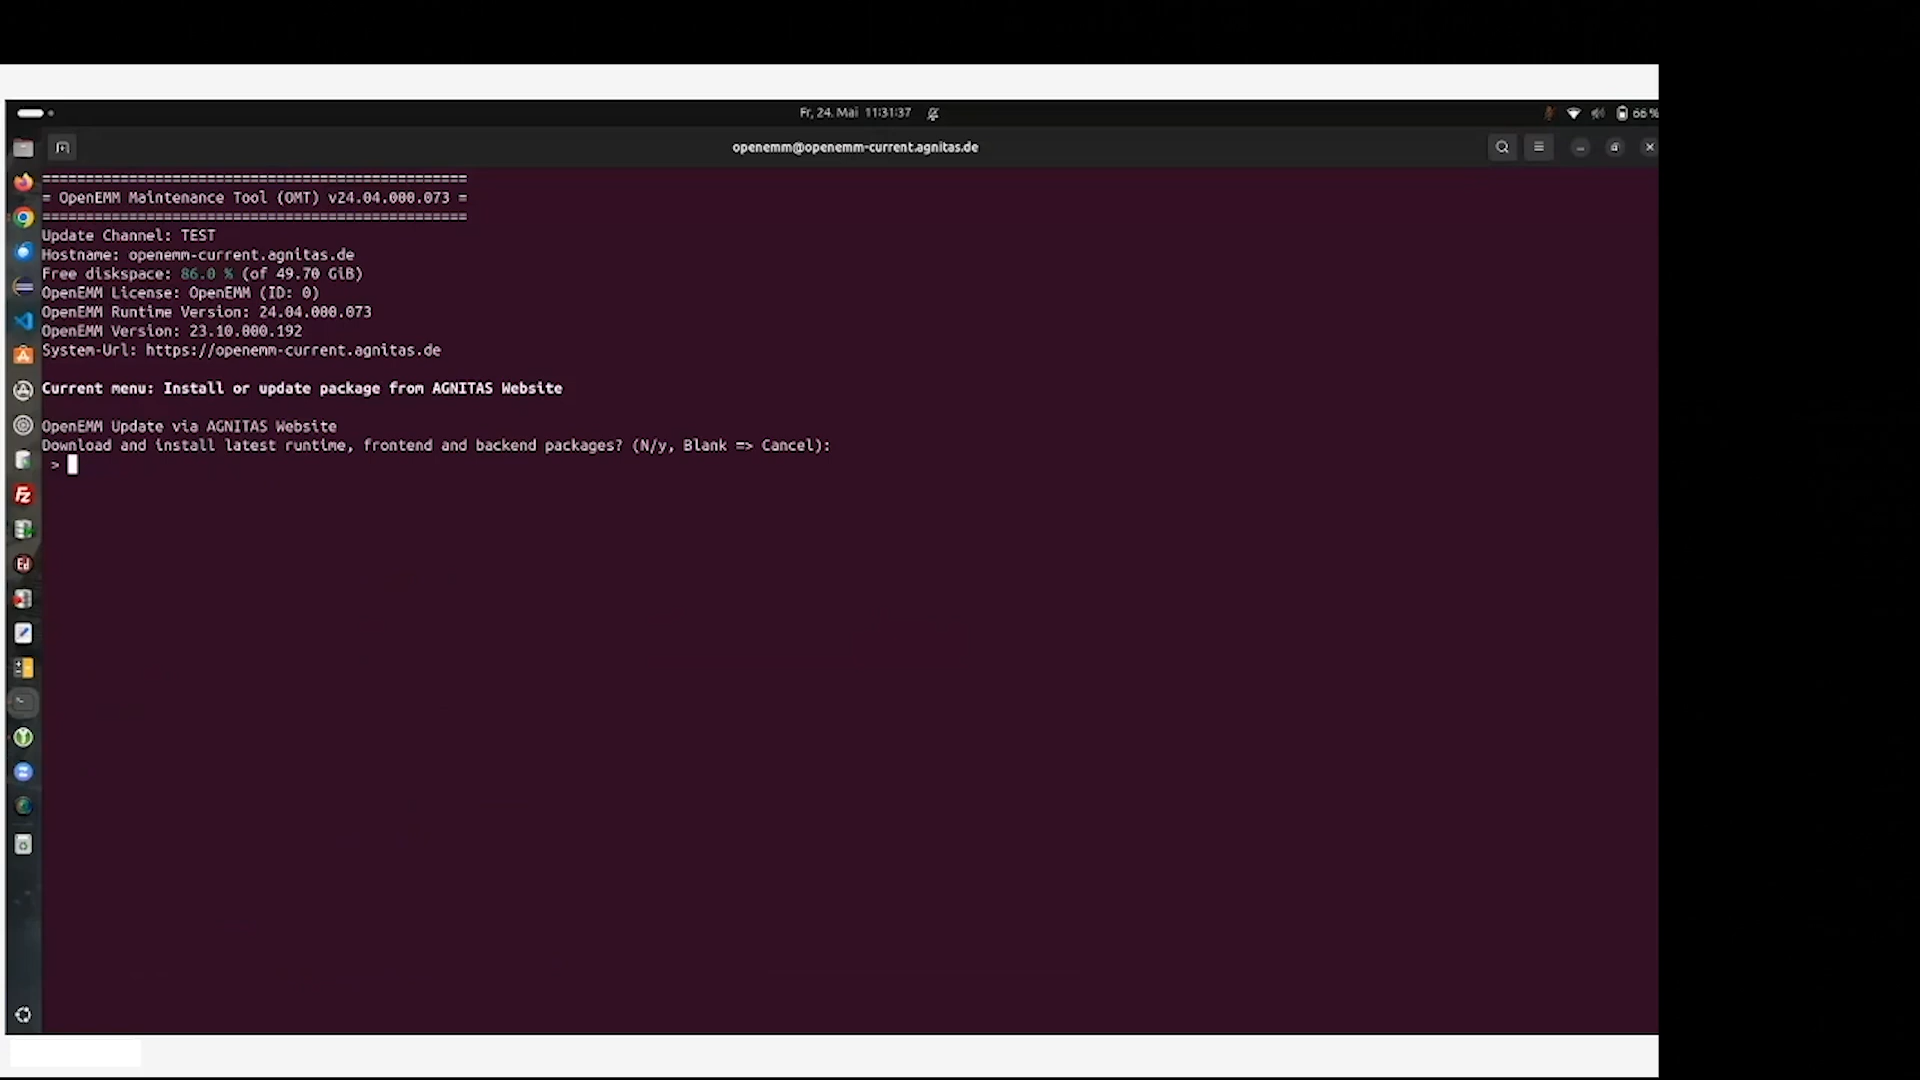 Fr, 24. Mai 11:31:37
66 %
openemm@openemm-current.agnitas.de
=================================================
= OpenEMM Maintenance Tool (OMT) v24.04.000.073 =
=================================================
Update Channel: TEST
Hostname: openemm-current.agnitas.de
Free diskspace: 86.0 % (of 49.70 GiB)
OpenEMM License: OpenEMM (ID: 0)
OpenEMM Runtime Version: 24.04.000.073
OpenEMM Version: 23.10.000.192
System-Url: https://openemm-current.agnitas.de
Current menu: Install or update package from AGNITAS Website
OpenEMM Update via AGNITAS Website
Download and install latest runtime, frontend and backend packages? (N/y, Blank => Cancel):
>
Fz
Ed